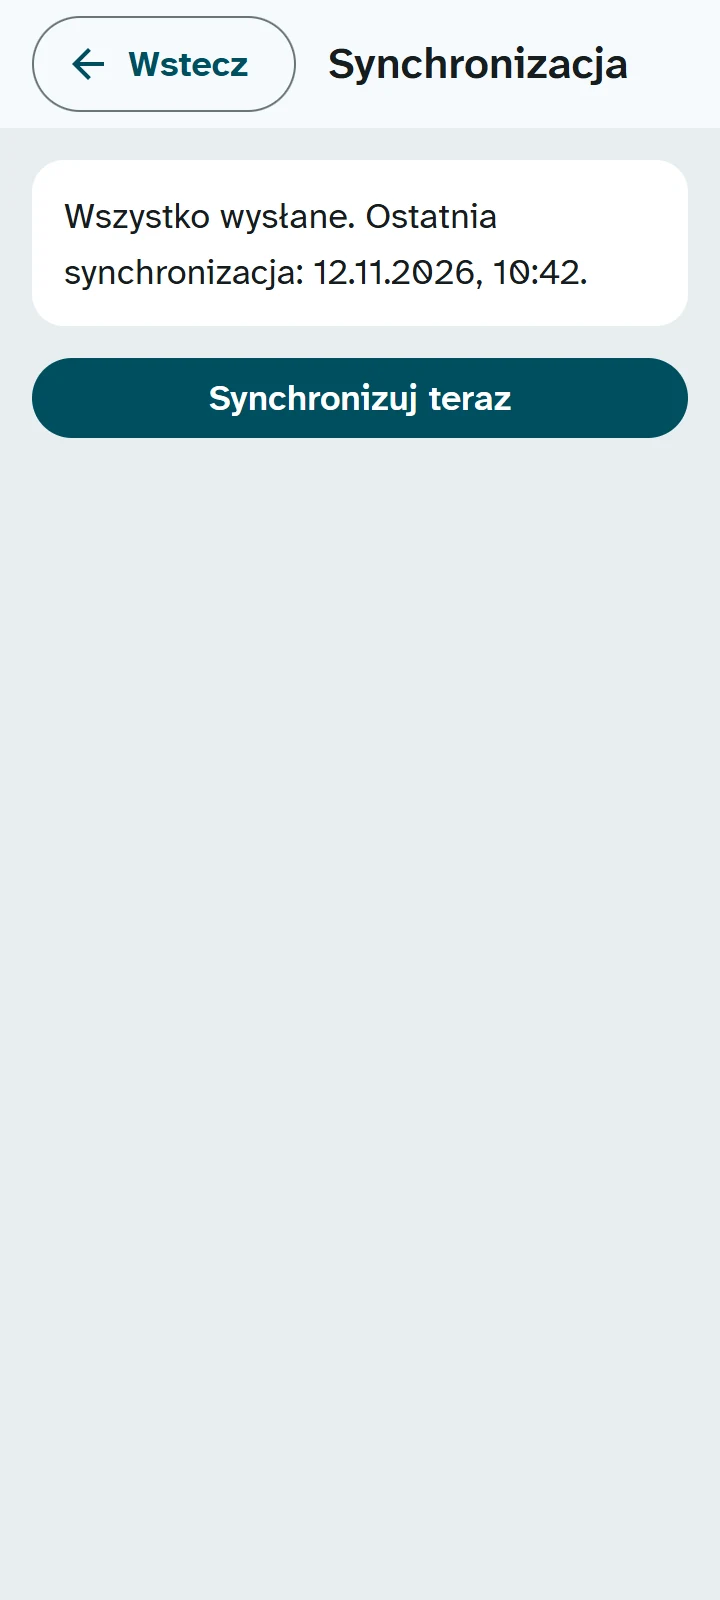 Wstecz
Synchronizacja
Wszystko wysłane. Ostatnia
synchronizacja: 12.11.2026, 10:42.
Synchronizuj teraz